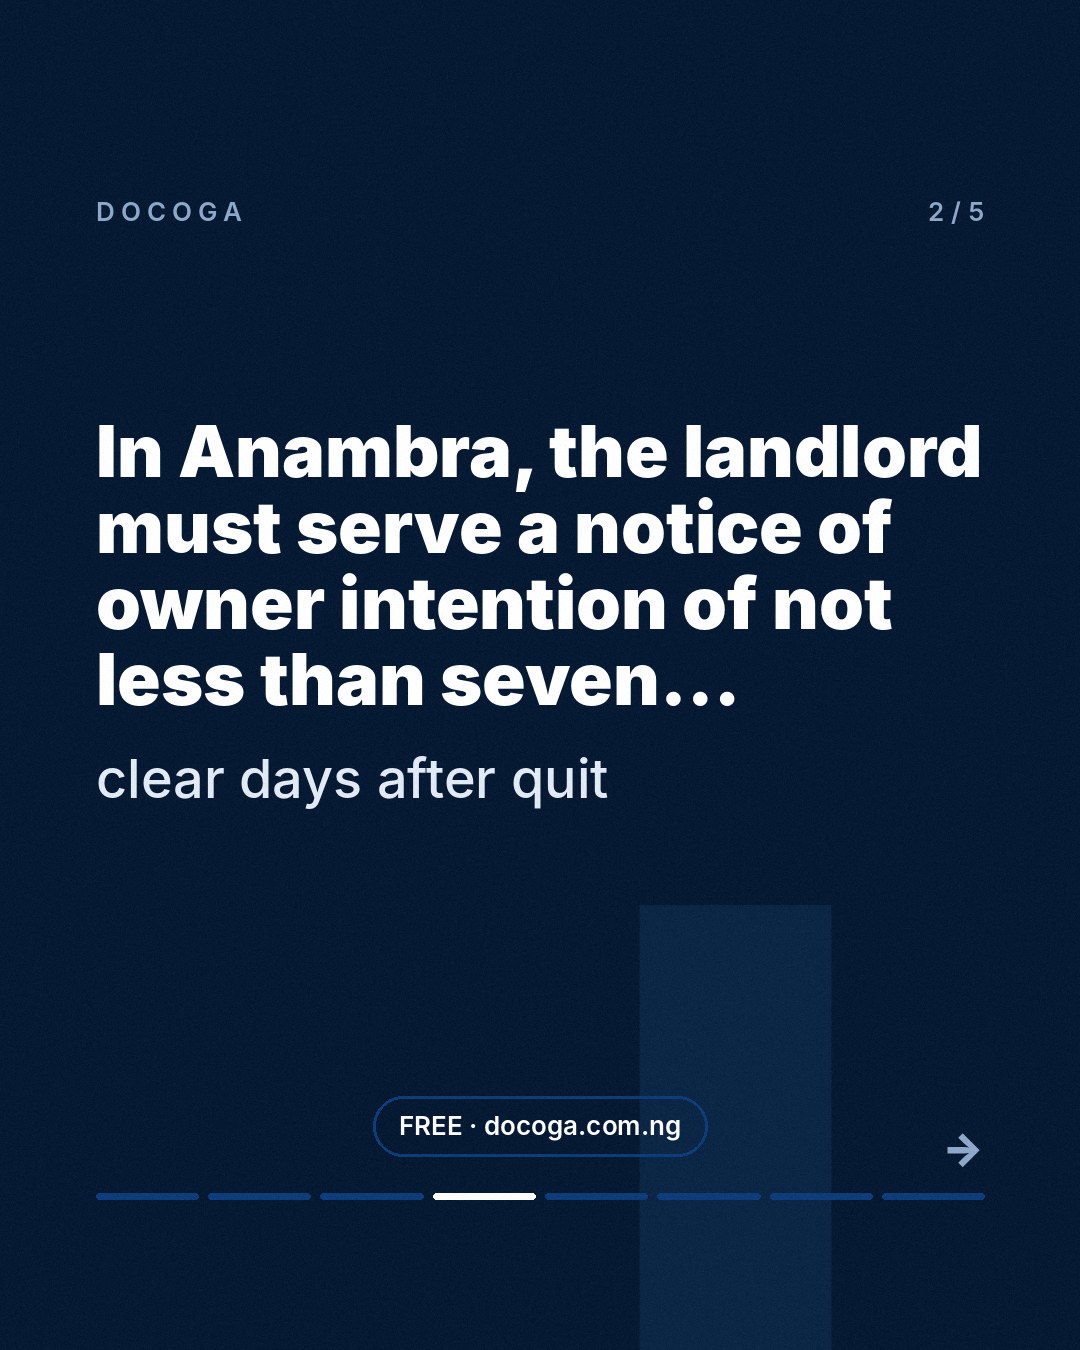 DOCOGA
2 / 5
In Anambra, the landlord
must serve a notice of
owner intention of not
less than seven...
clear days after quit
FREE · docoga.com.ng
→